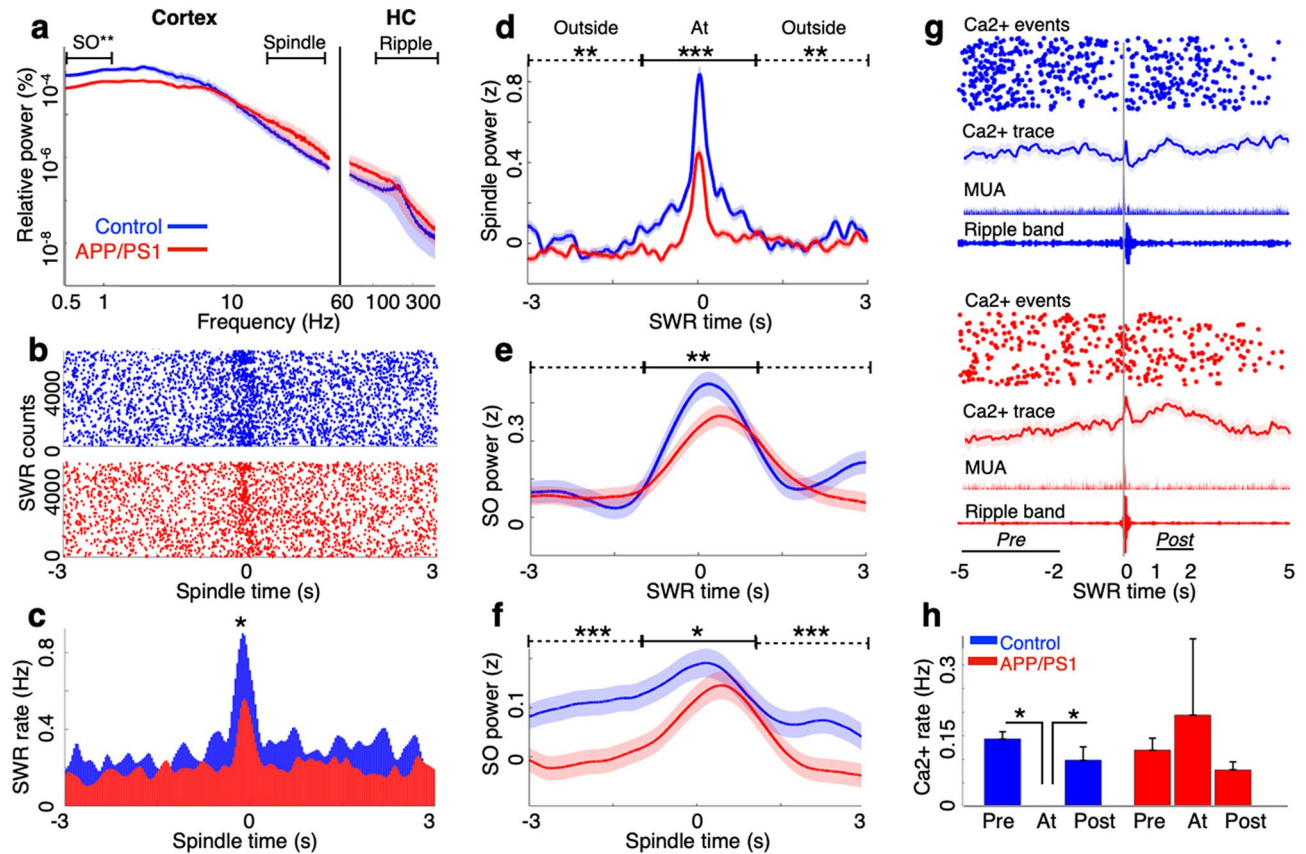 a
Cortex
HC
SO**
Spindle
Ripple
Relative power (%)
10-4
10-6
10-8
Control
APP/PS1
0.5 1 10 60 100 300
Frequency (Hz)
b
SWR counts
4000
0
4000
0
-3 3
Spindle time (s)
c
*
SWR rate (Hz)
0.8
0.4
0
-3 0 3
Spindle time (s)
d
Outside At Outside
** *** **
Spindle power (z)
0.8
0.4
0
-3 0 3
SWR time (s)
e
**
SO power (z)
0.3
0
-3 0 3
SWR time (s)
f
*** * ***
SO power (z)
0.1
0
-3 0 3
Spindle time (s)
g
Ca2+ events
Ca2+ trace
MUA
Ripple band
Ca2+ events
Ca2+ trace
MUA
Ripple band
Pre Post
-5 -2 0 1 2 5
SWR time (s)
h
Control
APP/PS1
* *
Ca2+ rate (Hz)
0.3
0.15
0
Pre At Post Pre At Post